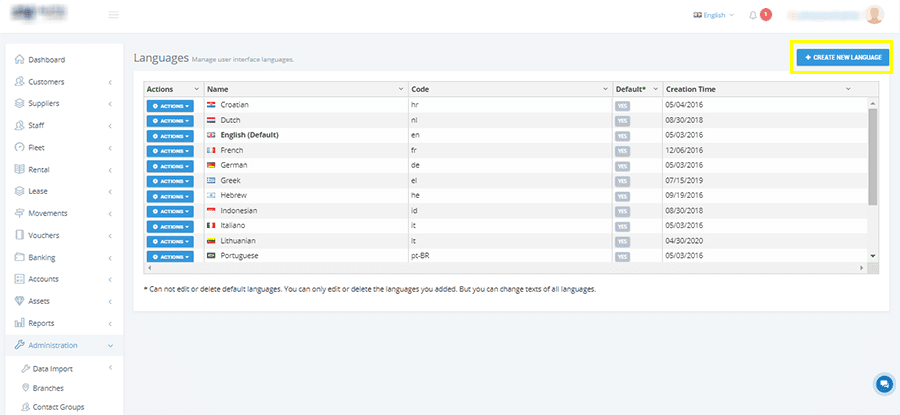 English
1
Dashboard
Customers
Suppliers
Staff
Fleet
Rental
Lease
Movements
Vouchers
Banking
Accounts
Assets
Reports
Administration
Data Import
Branches
Contact Groups
Languages Manage user interface languages.
+ CREATE NEW LANGUAGE
Actions Name Code Default* Creation Time
ACTIONS Croatian hr YES 05/04/2016
ACTIONS Dutch nl YES 08/30/2018
ACTIONS English (Default) en YES 05/03/2016
ACTIONS French fr YES 12/06/2016
ACTIONS German de YES 05/03/2016
ACTIONS Greek el YES 07/15/2019
ACTIONS Hebrew he YES 09/19/2016
ACTIONS Indonesian id YES 08/30/2018
ACTIONS Italiano it YES 05/03/2016
ACTIONS Lithuanian lt YES 04/30/2020
ACTIONS Portuguese pt-BR YES 05/03/2016
* Can not edit or delete default languages. You can only edit or delete the languages you added. But you can change texts of all languages.